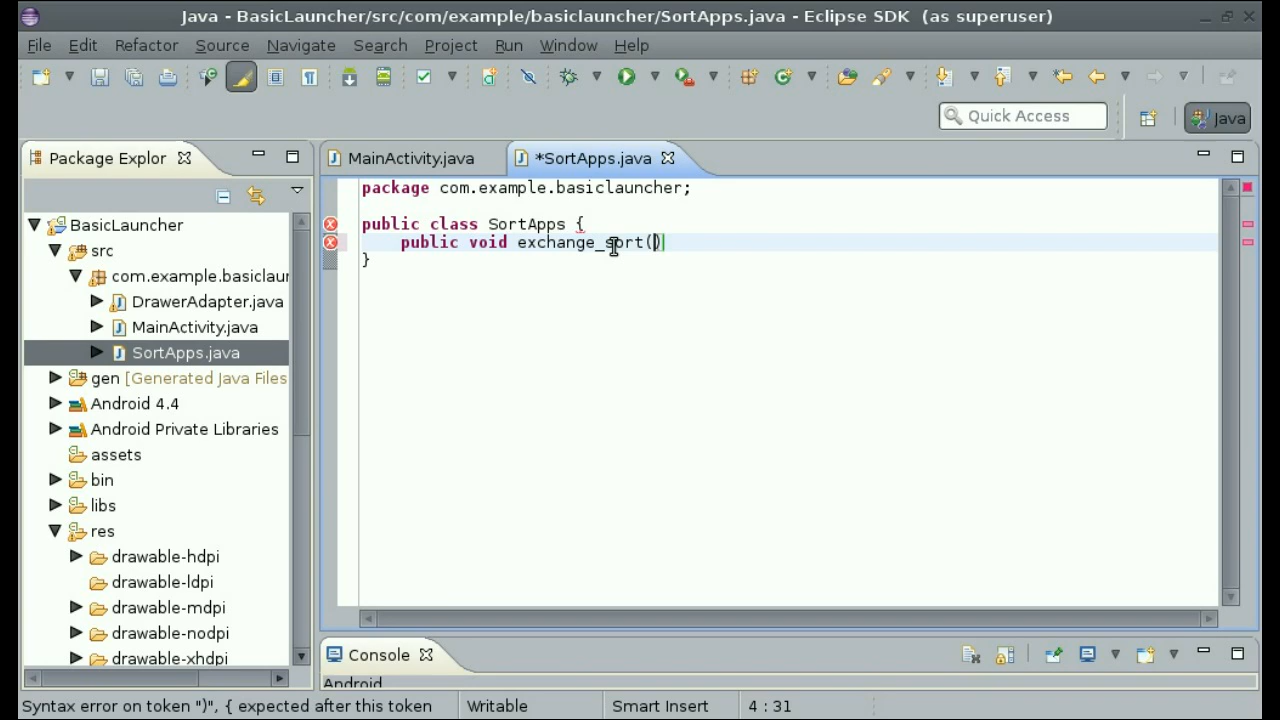 Java - BasicLauncher/src/com/example/basiclauncher/SortApps.java - Eclipse SDK (as superuser)
File Edit Refactor Source Navigate Search Project Run Window Help
Quick Access
Java
Package Explor
MainActivity.java
*SortApps.java
BasicLauncher
src
com.example.basiclaur
DrawerAdapter.java
MainActivity.java
SortApps.java
gen [Generated Java Files
Android 4.4
Android Private Libraries
assets
bin
libs
res
drawable-hdpi
drawable-ldpi
drawable-mdpi
drawable-nodpi
drawable-xhdpi
package com.example.basiclauncher;
public class SortApps {
public void exchange_sort()
}
Console
Android
Syntax error on token ")", { expected after this token
Writable
Smart Insert
4 : 31